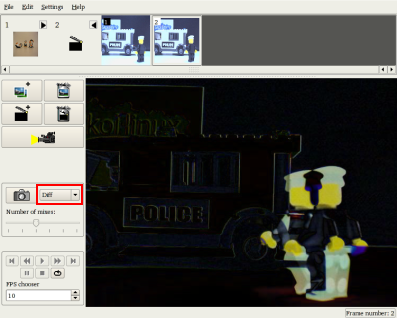 File Edit Settings Help
1 2
1 2
POLICE POLICE
kolinux
POLICE
Diff
Number of mixes:
FPS chooser
10
Frame number: 2